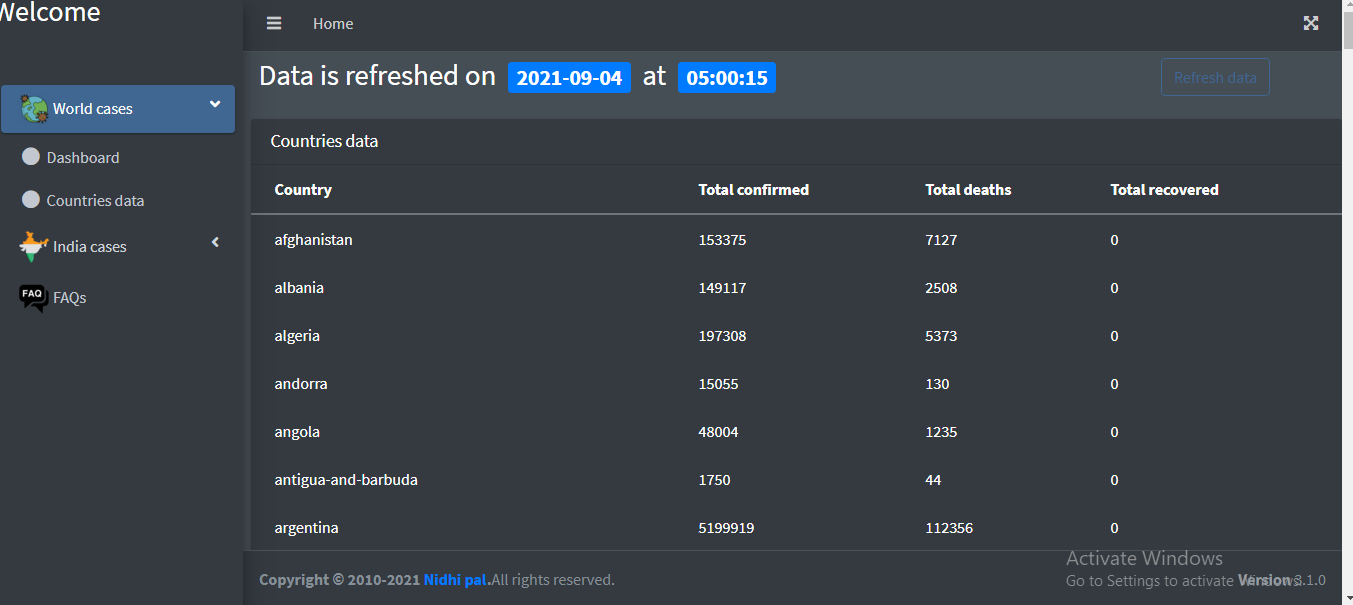 Welcome
Home
Data is refreshed on 2021-09-04 at 05:00:15
Refresh data
World cases
Dashboard
Countries data
India cases
FAQ FAQs
Countries data
Country Total confirmed Total deaths Total recovered
afghanistan 153375 7127 0
albania 149117 2508 0
algeria 197308 5373 0
andorra 15055 130 0
angola 48004 1235 0
antigua-and-barbuda 1750 44 0
argentina 5199919 112356 0
Activate Windows
Go to Settings to activate Windows.
Copyright © 2010-2021 Nidhi pal.All rights reserved.
Version 3.1.0